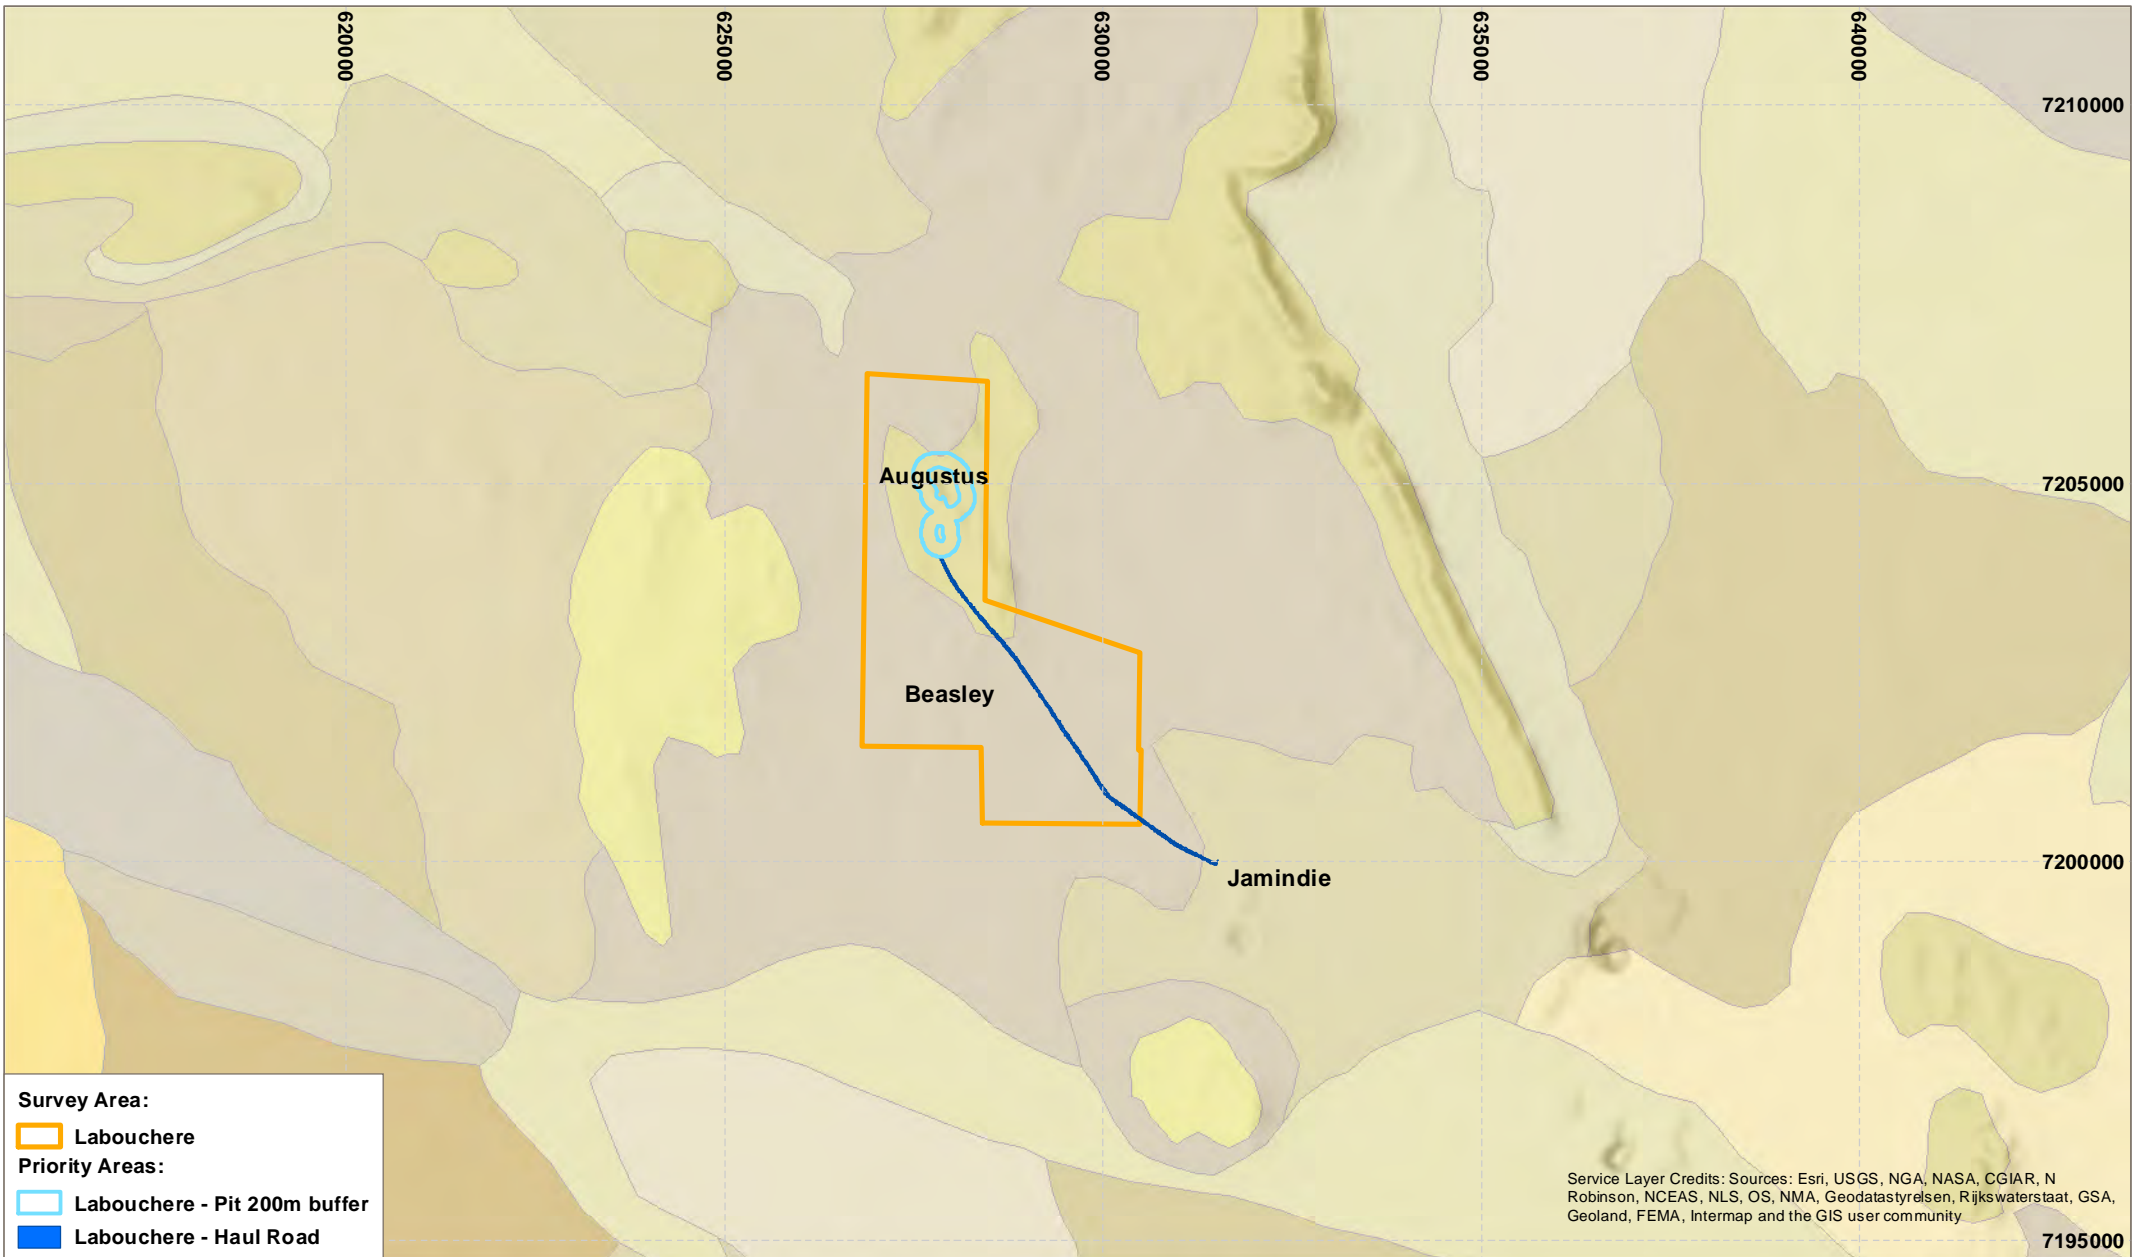 620000
625000
630000
635000
640000
7210000
7205000
7200000
7195000
Augustus
Beasley
Jamindie
Survey Area:
Labouchere
Priority Areas:
Labouchere - Pit 200m buffer
Labouchere - Haul Road
Service Layer Credits: Sources: Esri, USGS, NGA, NASA, CGIAR, N
Robinson, NCEAS, NLS, OS, NMA, Geodatastyrelsen, Rijkswaterstaat, GSA,
Geoland, FEMA, Intermap and the GIS user community